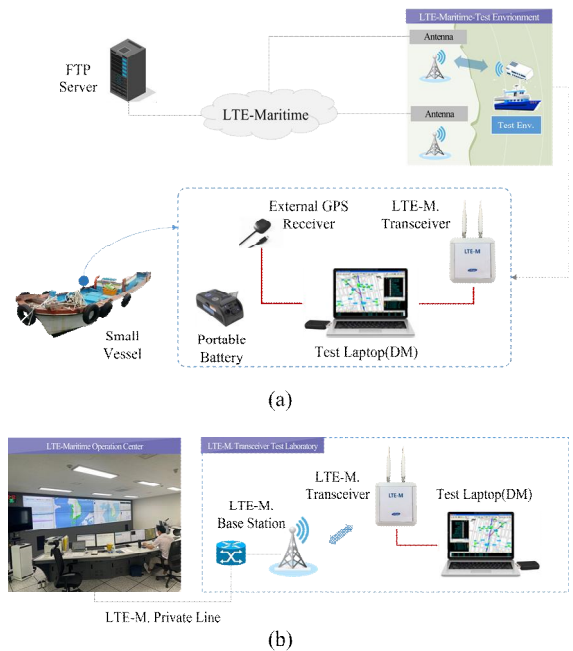 LTE-Maritime-Test Envrionment
Antenna
FTP
Server
LTE-Maritime
Antenna
Test Env.
External GPS
Receiver
LTE-M.
Transceiver
LTE-M
Small
Vessel
Portable
Battery
Test Laptop(DM)
(a)
LTE-Maritime Operation Center
LTE-M. Transceiver Test Laboratory
LTE-M.
Transceiver
LTE-M.
Base Station
LTE-M
Test Laptop(DM)
LTE-M. Private Line
(b)